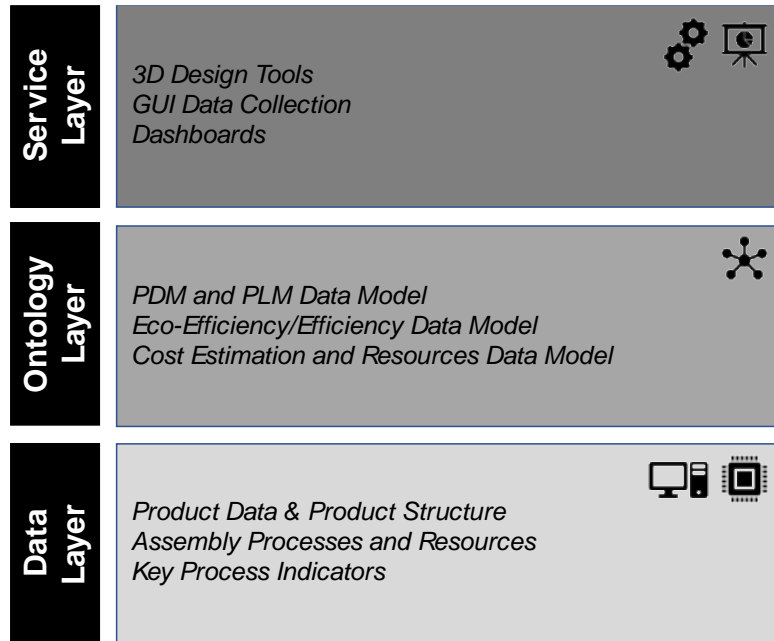 Service
Layer
3D Design Tools
GUI Data Collection
Dashboards
Ontology
Layer
PDM and PLM Data Model
Eco-Efficiency/Efficiency Data Model
Cost Estimation and Resources Data Model
Data
Layer
Product Data & Product Structure
Assembly Processes and Resources
Key Process Indicators